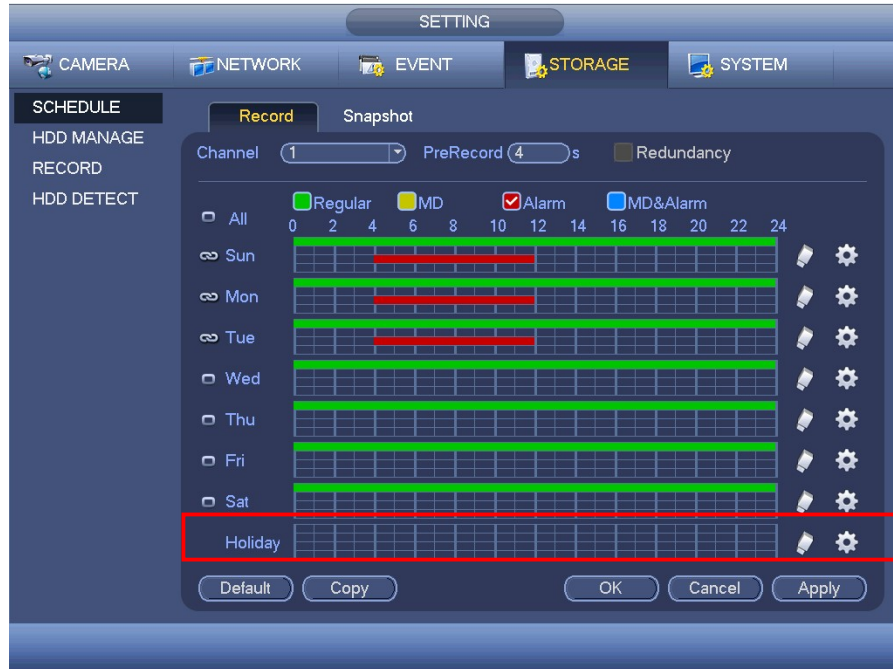 SETTING
CAMERA NETWORK EVENT STORAGE SYSTEM
SCHEDULE
HDD MANAGE
RECORD
HDD DETECT
Record Snapshot
Channel 1 PreRecord 4 s Redundancy
Regular MD Alarm MD&Alarm
All 0 2 4 6 8 10 12 14 16 18 20 22 24
Sun
Mon
Tue
Wed
Thu
Fri
Sat
Holiday
Default Copy OK Cancel Apply